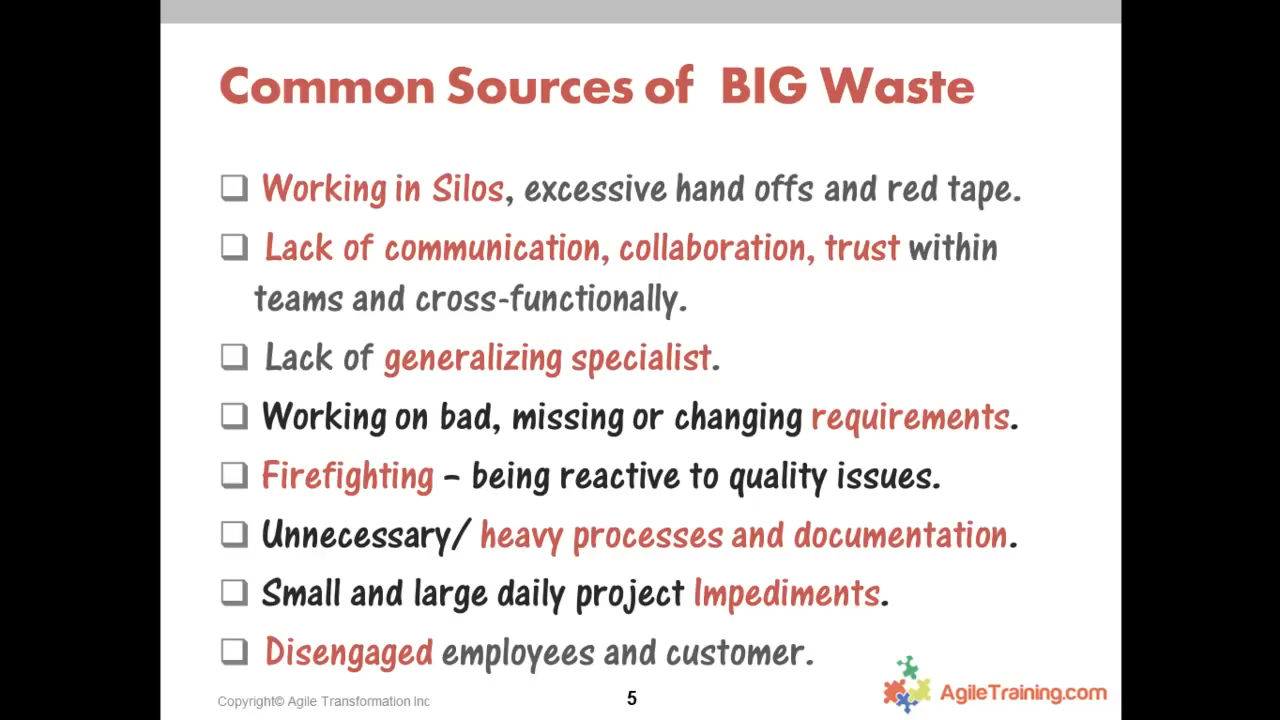 Common Sources of BIG Waste
Working in Silos, excessive hand offs and red tape.
Lack of communication, collaboration, trust within
teams and cross-functionally.
Lack of generalizing specialist.
Working on bad, missing or changing requirements.
Firefighting – being reactive to quality issues.
Unnecessary/ heavy processes and documentation.
Small and large daily project Impediments.
Disengaged employees and customer.
Copyright© Agile Transformation Inc
5
AgileTraining.com